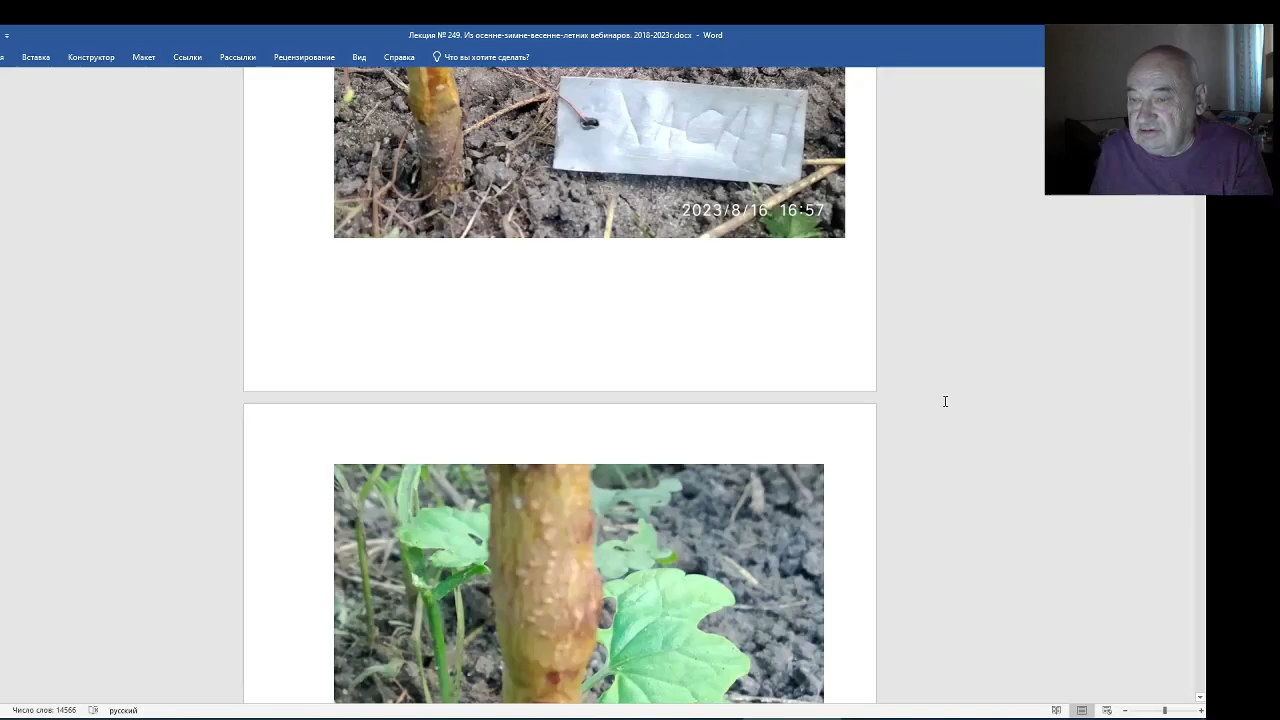 Лекция № 249. Из осенне-зимне-весенне-летних вебинаров. 2018-2023г.docx - Word
Вставка Конструктор Макет Ссылки Рассылки Рецензирование Вид Справка Что вы хотите сделать?
2023/8/16 16:57
Число слов: 14566 русский